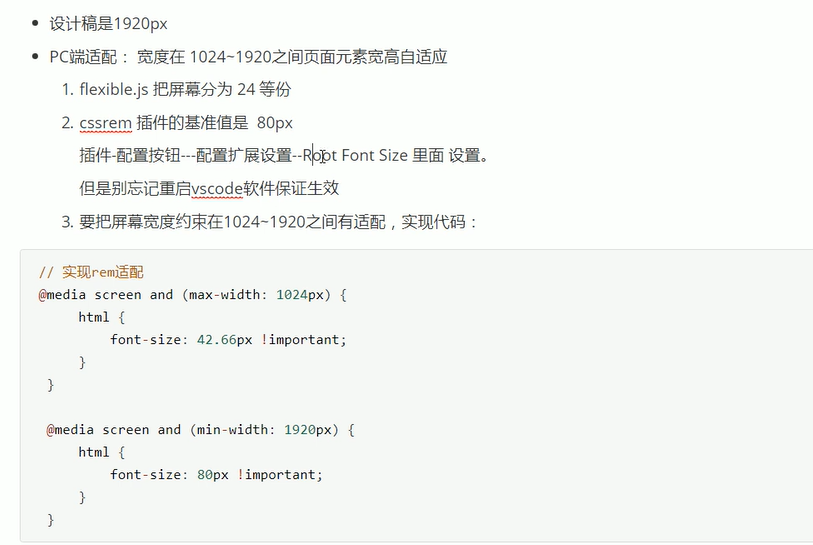 设计稿是1920px
PC端适配： 宽度在 1024~1920之间页面元素宽高自适应
1. flexible.js 把屏幕分为 24 等份
2. cssrem 插件的基准值是 80px
插件-配置按钮---配置扩展设置--Root Font Size 里面 设置。
但是别忘记重启vscode软件保证生效
3. 要把屏幕宽度约束在1024~1920之间有适配，实现代码：
// 实现rem适配
@media screen and (max-width: 1024px) {
html {
font-size: 42.66px !important;
}
}
@media screen and (min-width: 1920px) {
html {
font-size: 80px !important;
}
}